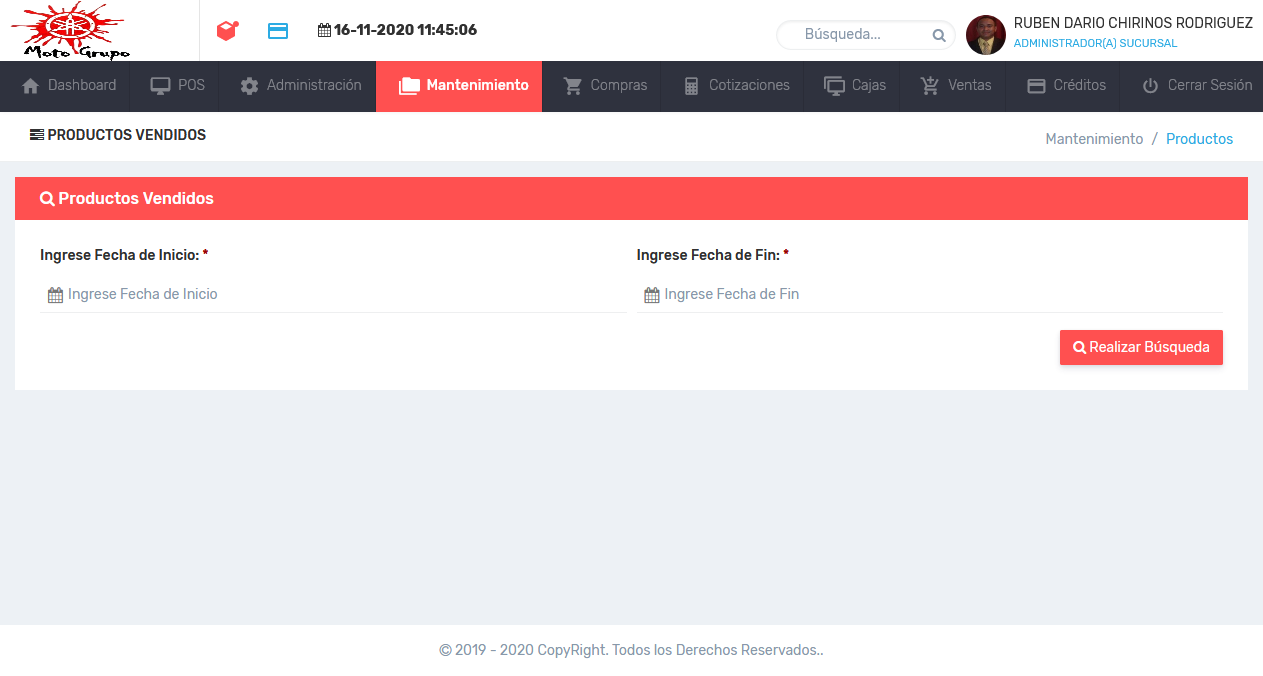 Moto Grupo
16-11-2020 11:45:06
Búsqueda...
RUBEN DARIO CHIRINOS RODRIGUEZ
ADMINISTRADOR(A) SUCURSAL
Dashboard
POS
Administración
Mantenimiento
Compras
Cotizaciones
Cajas
Ventas
Créditos
Cerrar Sesión
PRODUCTOS VENDIDOS
Mantenimiento / Productos
Productos Vendidos
Ingrese Fecha de Inicio: *
Ingrese Fecha de Fin: *
Ingrese Fecha de Inicio
Ingrese Fecha de Fin
Realizar Búsqueda
© 2019 - 2020 CopyRight. Todos los Derechos Reservados..